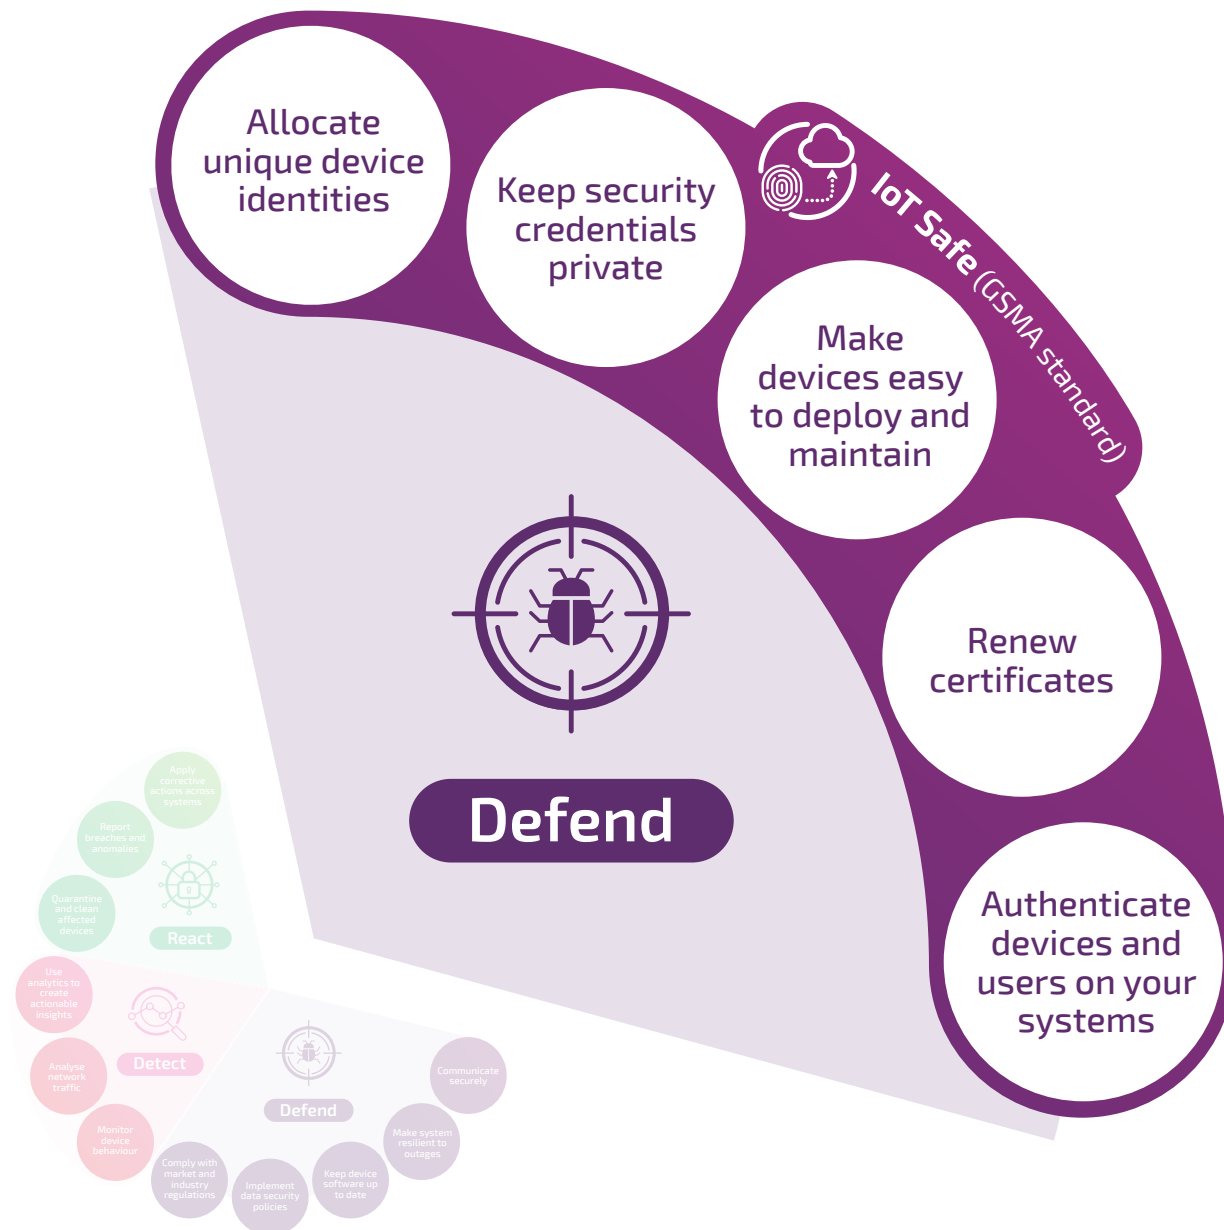 Allocate
unique device
identities
Keep security
credentials
private
IoT Safe (GSMA standard)
Make
devices easy
to deploy and
maintain
Renew
certificates
Authenticate
devices and
users on your
systems
Defend
Apply
corrective
actions across
systems
Report
breaches and
anomalies
Quarantine
and clean
affected
devices
React
Use
analytics to
create
actionable
insights
Analyse
network
traffic
Monitor
device
behaviour
Detect
Defend
Comply with
market and
industry
regulations
Implement
data security
policies
Keep device
software up
to date
Make system
resilient to
outages
Communicate
securely